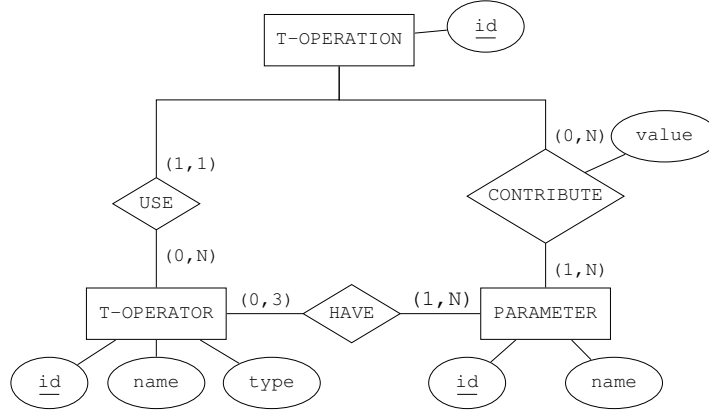 T-OPERATION
id
(0,N)
value
(1,1)
USE
CONTRIBUTE
(0,N)
(1,N)
T-OPERATOR
(0,3)
HAVE
(1,N)
PARAMETER
id
name
type
id
name